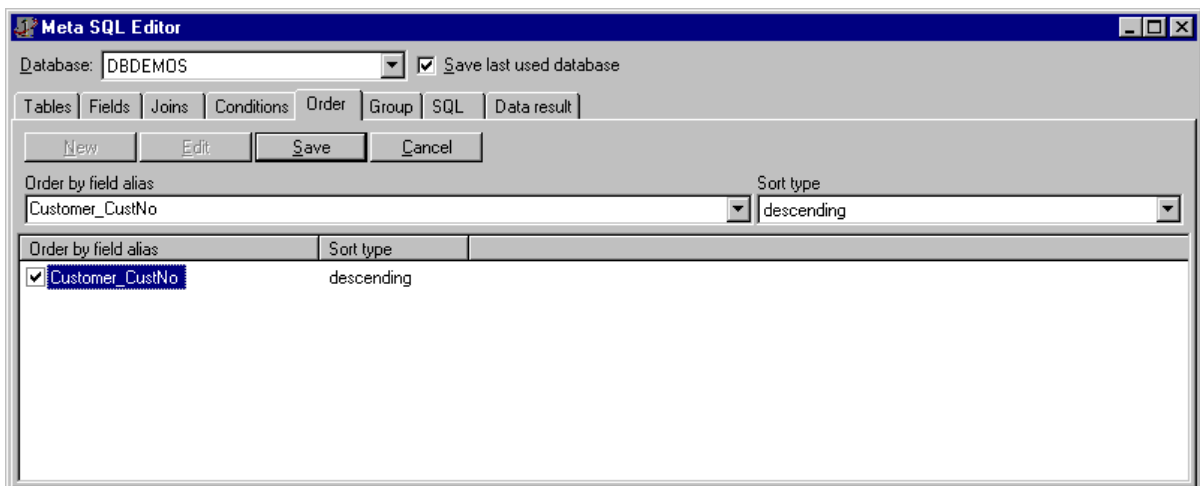 Meta SQL Editor
Database: DBDEMOS Save last used database
Tables Fields Joins Conditions Order Group SQL Data result
New Edit Save Cancel
Order by field alias Sort type
Customer_CustNo descending
Order by field alias Sort type
Customer_CustNo descending